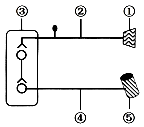 ③ ② ①
④ ⑤